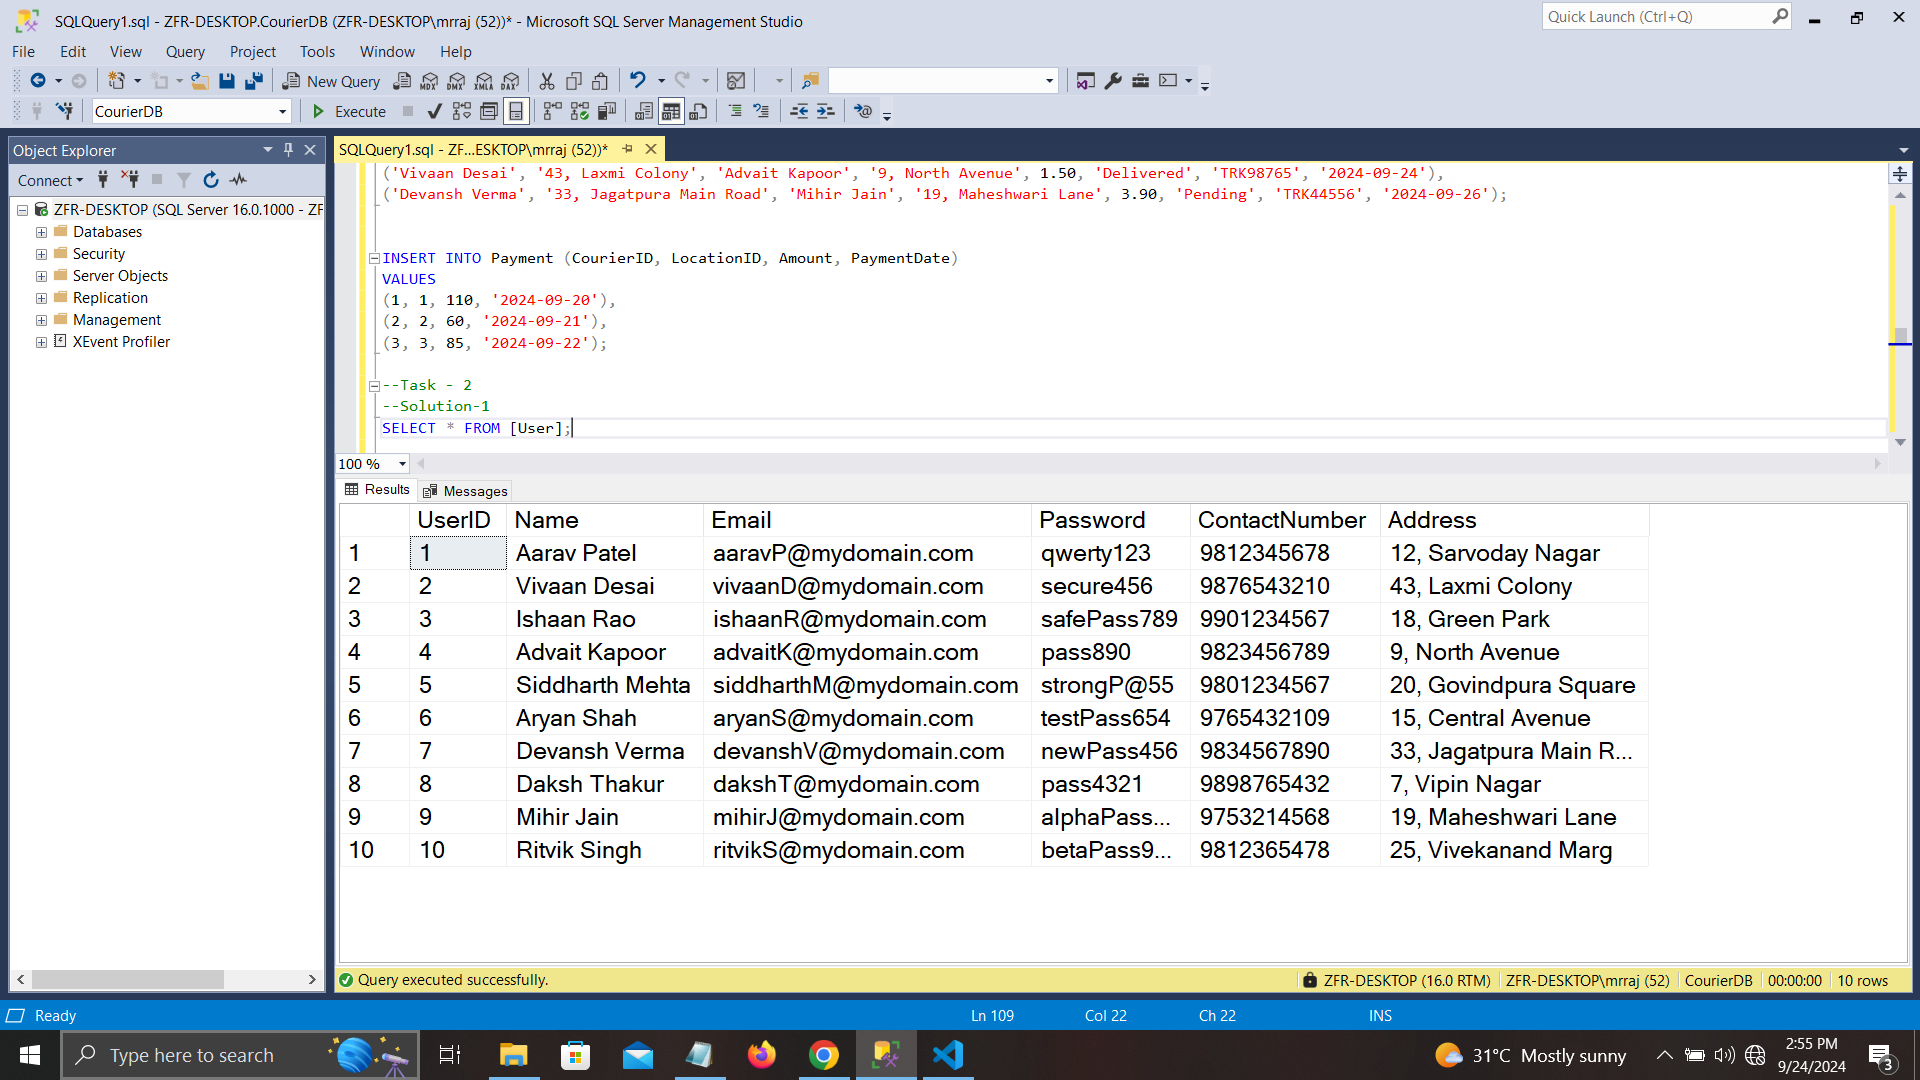 SQLQuery1.sql - ZFR-DESKTOP.CourierDB (ZFR-DESKTOP\mrraj (52))* - Microsoft SQL Server Management Studio
Quick Launch (Ctrl+Q)
File Edit View Query Project Tools Window Help
New Query MDX DMX XMLA DAX
CourierDB Execute
Object Explorer
Connect
ZFR-DESKTOP (SQL Server 16.0.1000 - ZF
Databases
Security
Server Objects
Replication
Management
XEvent Profiler
SQLQuery1.sql - ZF...ESKTOP\mrraj (52))*
('Vivaan Desai', '43, Laxmi Colony', 'Advait Kapoor', '9, North Avenue', 1.50, 'Delivered', 'TRK98765', '2024-09-24'),
('Devansh Verma', '33, Jagatpura Main Road', 'Mihir Jain', '19, Maheshwari Lane', 3.90, 'Pending', 'TRK44556', '2024-09-26');
INSERT INTO Payment (CourierID, LocationID, Amount, PaymentDate)
VALUES
(1, 1, 110, '2024-09-20'),
(2, 2, 60, '2024-09-21'),
(3, 3, 85, '2024-09-22');
--Task - 2
--Solution-1
SELECT * FROM [User];
100 %
Results Messages
UserID Name Email Password ContactNumber Address
1 1 Aarav Patel aaravP@mydomain.com qwerty123 9812345678 12, Sarvoday Nagar
2 2 Vivaan Desai vivaanD@mydomain.com secure456 9876543210 43, Laxmi Colony
3 3 Ishaan Rao ishaanR@mydomain.com safePass789 9901234567 18, Green Park
4 4 Advait Kapoor advaitK@mydomain.com pass890 9823456789 9, North Avenue
5 5 Siddharth Mehta siddharthM@mydomain.com strongP@55 9801234567 20, Govindpura Square
6 6 Aryan Shah aryanS@mydomain.com testPass654 9765432109 15, Central Avenue
7 7 Devansh Verma devanshV@mydomain.com newPass456 9834567890 33, Jagatpura Main R...
8 8 Daksh Thakur dakshT@mydomain.com pass4321 9898765432 7, Vipin Nagar
9 9 Mihir Jain mihirJ@mydomain.com alphaPass... 9753214568 19, Maheshwari Lane
10 10 Ritvik Singh ritvikS@mydomain.com betaPass9... 9812365478 25, Vivekanand Marg
Query executed successfully. ZFR-DESKTOP (16.0 RTM) ZFR-DESKTOP\mrraj (52) CourierDB 00:00:00 10 rows
Ready Ln 109 Col 22 Ch 22 INS
Type here to search
31°C Mostly sunny
2:55 PM
9/24/2024
3